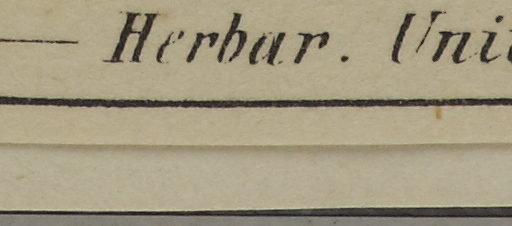 — Herbar. Uni